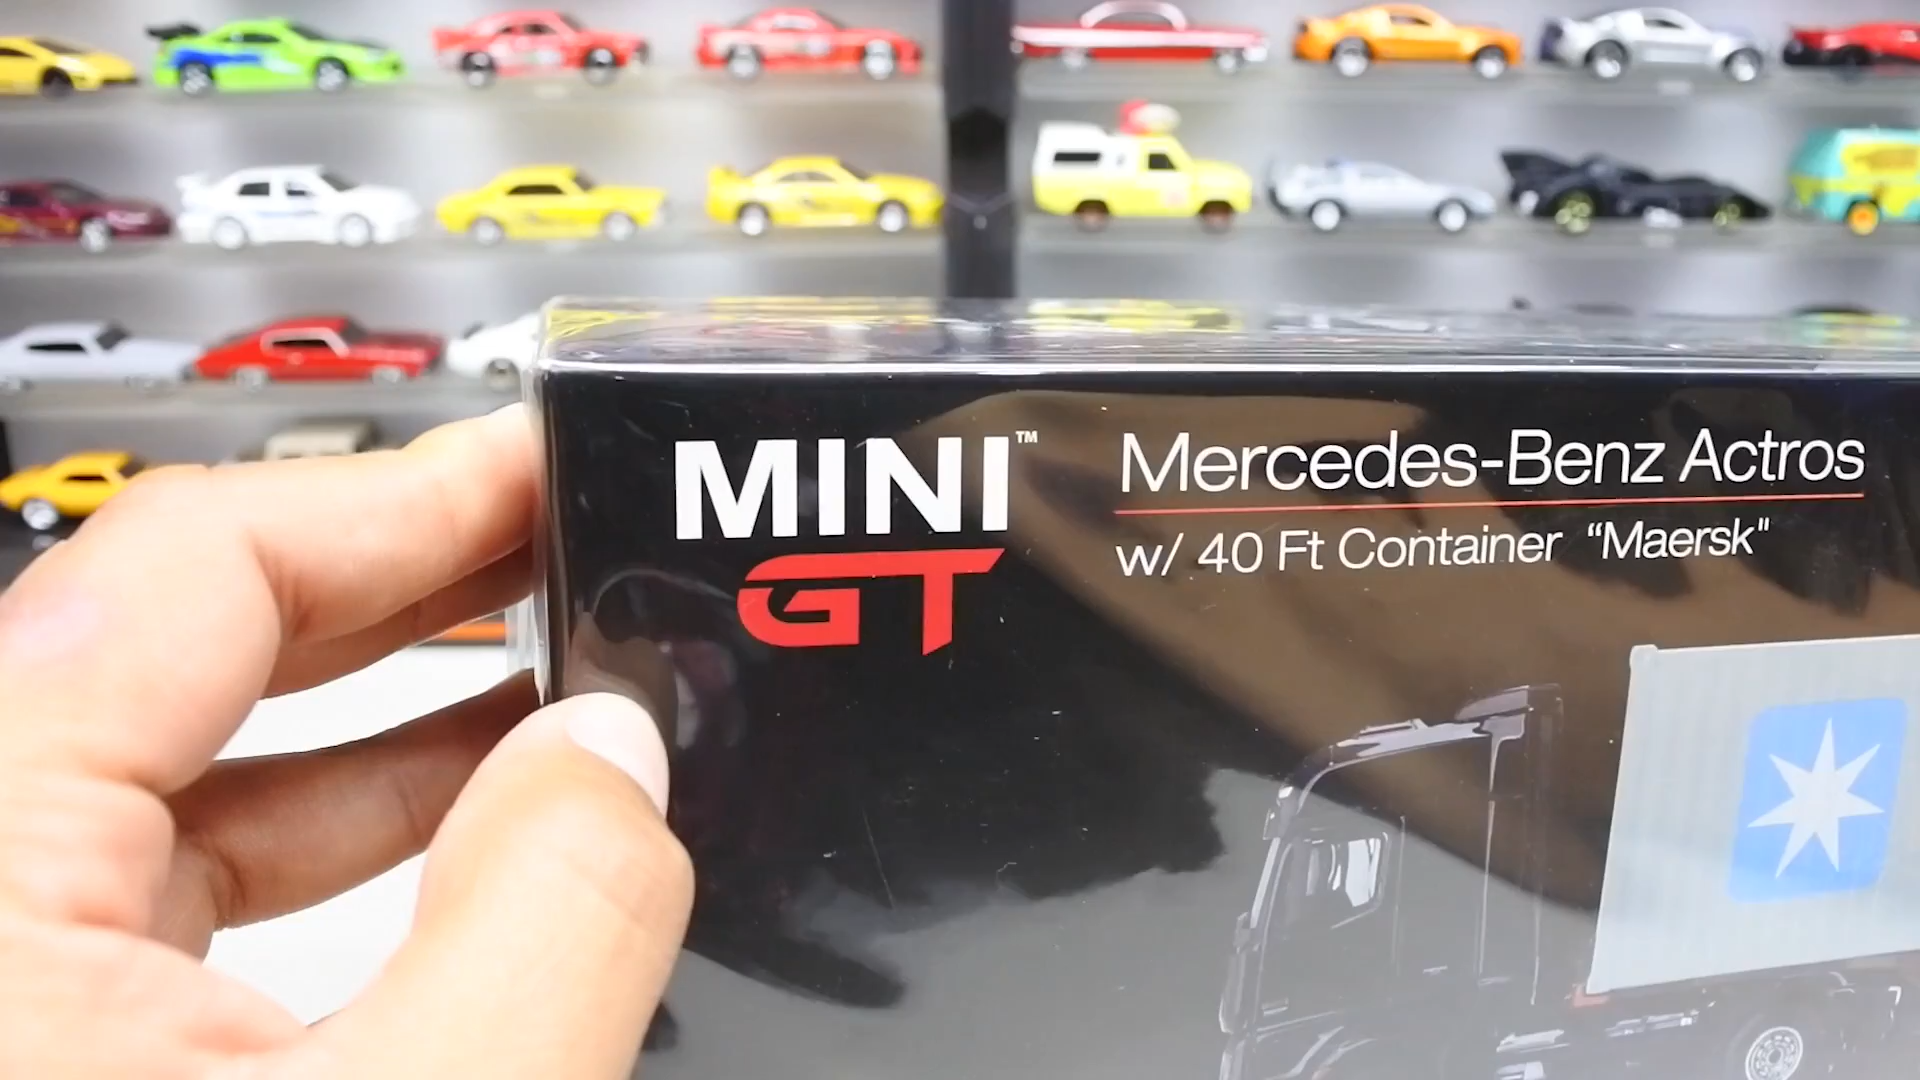 MINI™
GT
Mercedes-Benz Actros
w/ 40 Ft Container "Maersk"